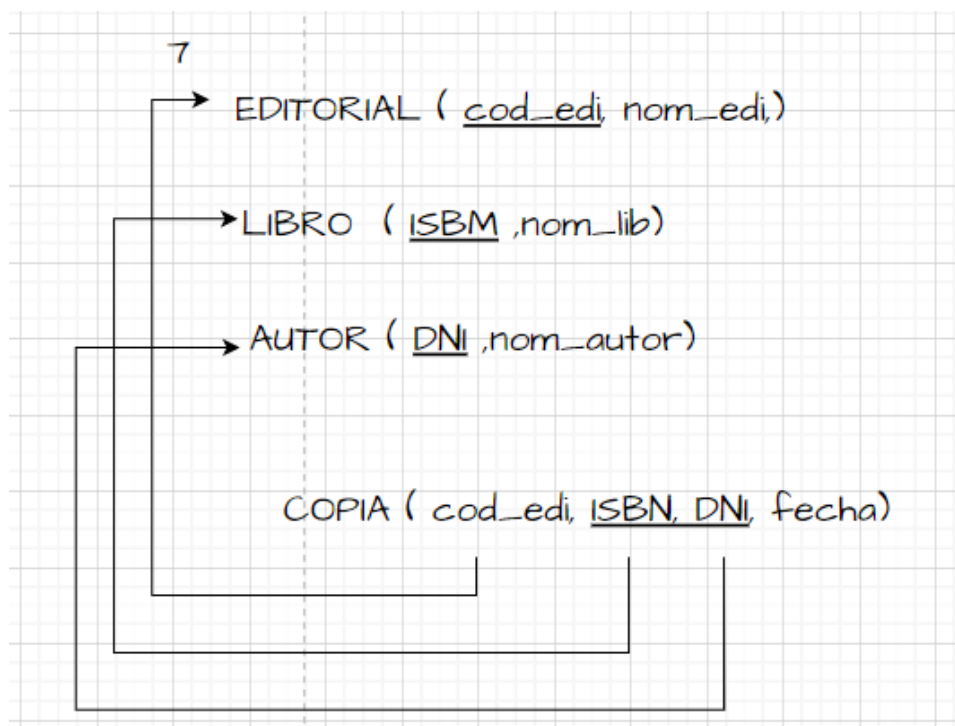 7
EDITORIAL ( cod_edi, nom_edi,)
LIBRO ( ISBM ,nom_lib)
AUTOR ( DNI ,nom_autor)
COPIA ( cod_edi, ISBN, DNI, fecha)